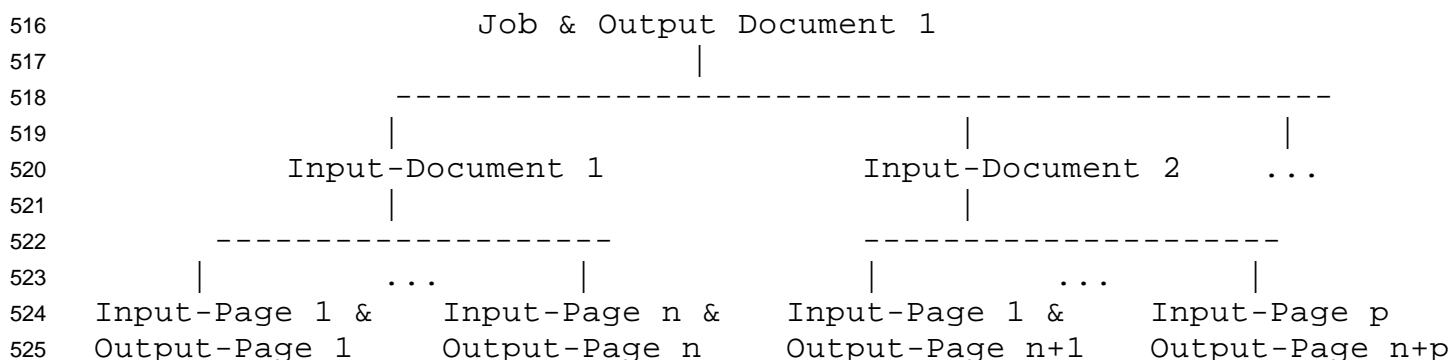 516 Job & Output Document 1
517 |
518 -----------------------------------------------
519 | | |
520 Input-Document 1 Input-Document 2 ...
521 | |
522 -------------------- ---------------------
523 | ... | | ... |
524 Input-Page 1 & Input-Page n & Input-Page 1 & Input-Page p
525 Output-Page 1 Output-Page n Output-Page n+1 Output-Page n+p